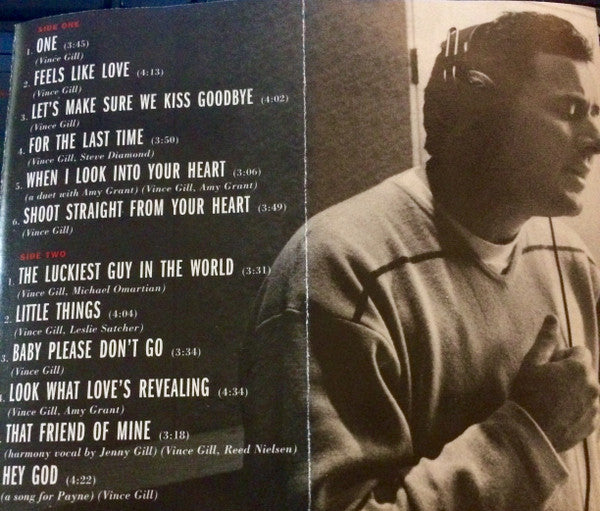 SIDE ONE
1. ONE (3:45)
(Vince Gill)
2. FEELS LIKE LOVE (4:13)
(Vince Gill)
3. LET'S MAKE SURE WE KISS GOODBYE (4:02)
(Vince Gill)
4. FOR THE LAST TIME (3:50)
(Vince Gill, Steve Diamond)
5. WHEN I LOOK INTO YOUR HEART (3:06)
(a duet with Amy Grant) (Vince Gill, Amy Grant)
6. SHOOT STRAIGHT FROM YOUR HEART (3:49)
(Vince Gill)
SIDE TWO
1. THE LUCKIEST GUY IN THE WORLD (3:31)
(Vince Gill, Michael Omartian)
2. LITTLE THINGS (4:04)
(Vince Gill, Leslie Satcher)
3. BABY PLEASE DON'T GO (3:34)
(Vince Gill)
LOOK WHAT LOVE'S REVEALING (4:34)
(Vince Gill, Amy Grant)
THAT FRIEND OF MINE (3:18)
(harmony vocal by Jenny Gill) (Vince Gill, Reed Nielsen)
HEY GOD (4:22)
(a song for Payne) (Vince Gill)